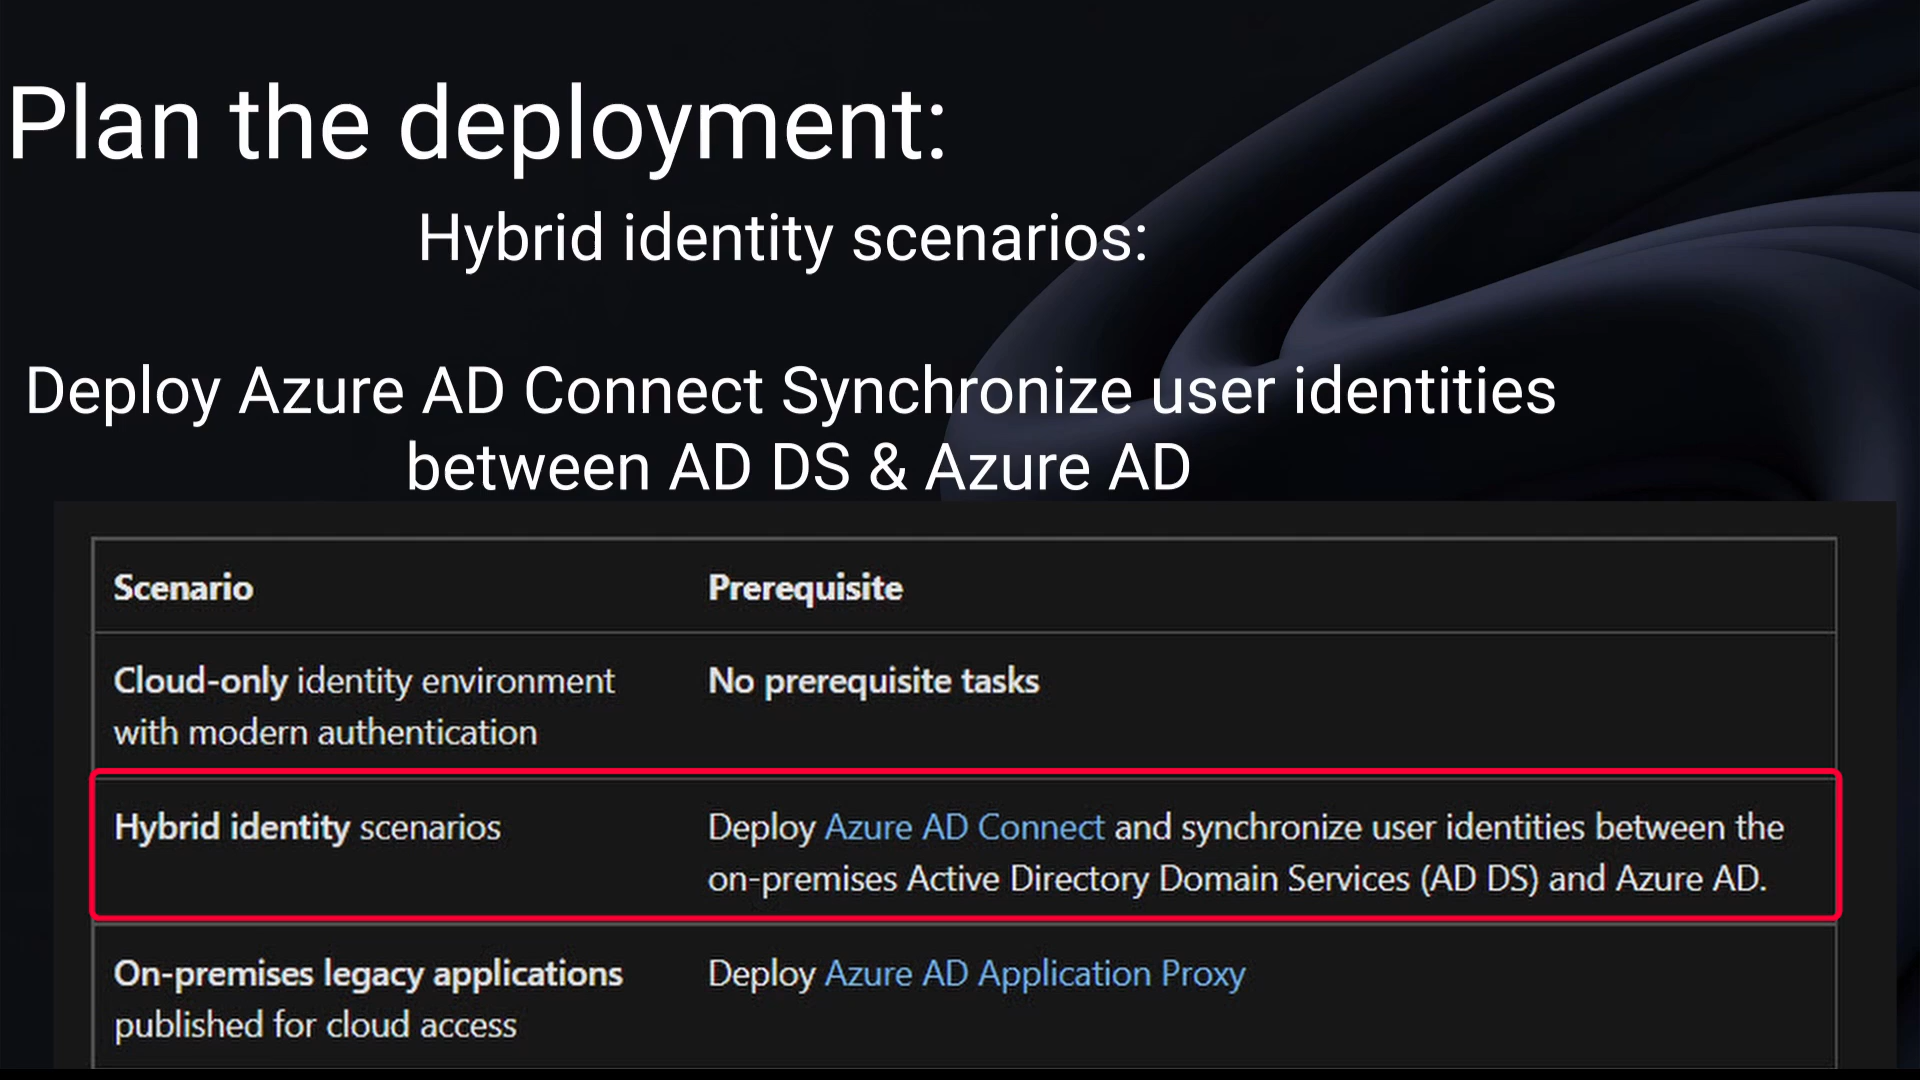 Plan the deployment:
Hybrid identity scenarios:
Deploy Azure AD Connect Synchronize user identities
between AD DS & Azure AD
Scenario
Prerequisite
Cloud-only identity environment
with modern authentication
No prerequisite tasks
Hybrid identity scenarios
Deploy Azure AD Connect and synchronize user identities between the
on-premises Active Directory Domain Services (AD DS) and Azure AD.
On-premises legacy applications
published for cloud access
Deploy Azure AD Application Proxy